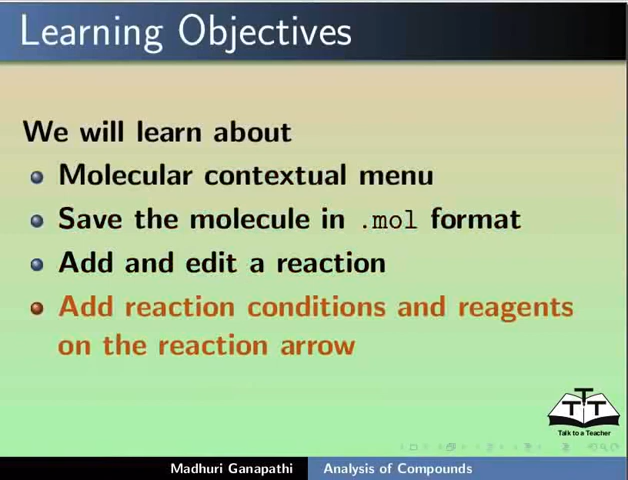 Learning Objectives
We will learn about
Molecular contextual menu
Save the molecule in .mol format
Add and edit a reaction
Add reaction conditions and reagents
on the reaction arrow
T
TT
Talk to a Teacher
Madhuri Ganapathi Analysis of Compounds